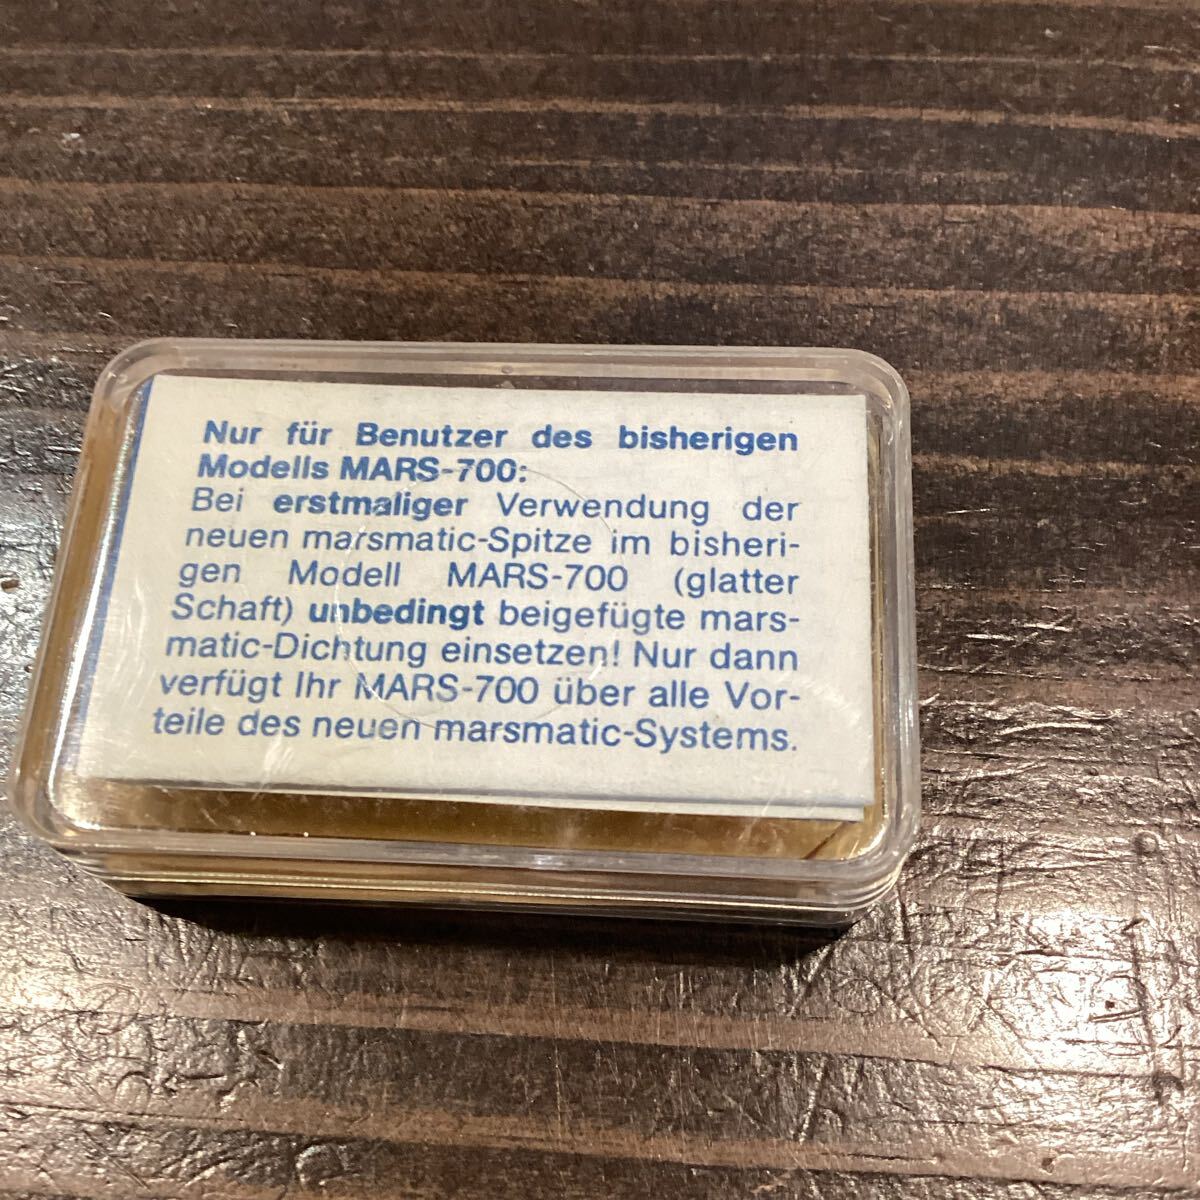 Nur für Benutzer des bisherigen
Modells MARS-700:
Bei erstmaliger Verwendung der
neuen marsmatic-Spitze im bisheri-
gen Modell MARS-700 (glatter
Schaft) unbedingt beigefügte mars-
matic-Dichtung einsetzen! Nur dann
verfügt Ihr MARS-700 über alle Vor-
teile des neuen marsmatic-Systems.